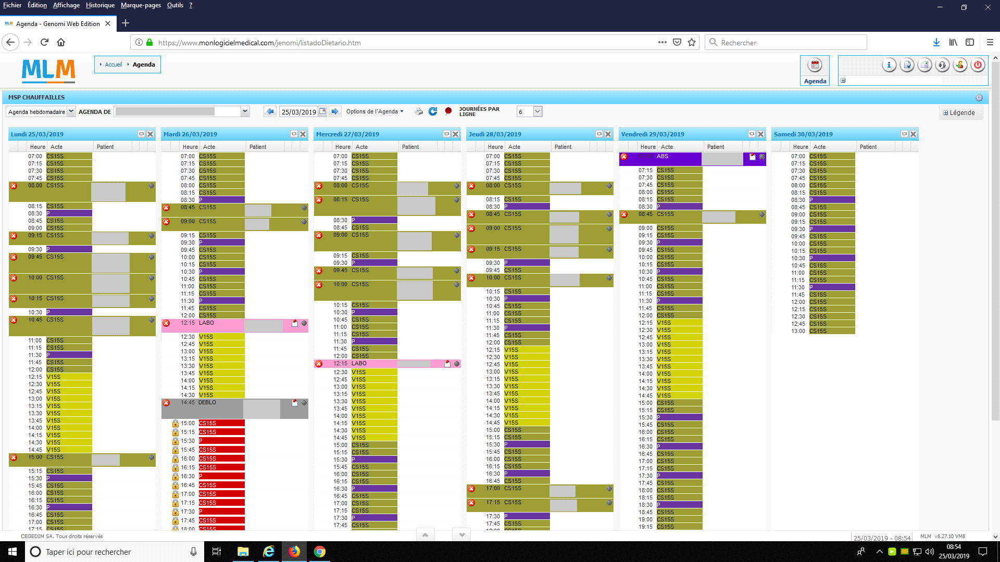 Fichier Édition Affichage Historique Marque-pages Outils ?
MLM Agenda - Genomi Web Edition
https://www.monlogicielmedical.com/jenomi/listadoDietario.htm
Rechercher
MLM
Accueil Agenda
Agenda
MSP CHAUFFAILLES
Agenda hebdomadaire AGENDA DE 25/03/2019 Options de l'Agenda JOURNÉES PAR LIGNE 6 Légende
Lundi 25/03/2019
Heure Acte Patient
07:00 CS15S
07:15 CS15S
07:30 CS15S
07:45 CS15S
08:00 CS15S
08:15 CS15S
08:30 P
08:45 CS15S
09:00 CS15S
09:15 CS15S
09:30 P
09:45 CS15S
10:00 CS15S
10:15 CS15S
10:30 P
10:45 CS15S
11:00 CS15S
11:15 CS15S
11:30 P
11:45 CS15S
12:00 CS15S
12:15 V15S
12:30 V15S
12:45 V15S
13:00 V15S
13:15 V15S
13:30 V15S
13:45 V15S
14:00 V15S
14:15 V15S
14:30 V15S
14:45 V15S
15:00 CS15S
15:15 CS15S
15:30 P
15:45 CS15S
16:00 CS15S
16:15 CS15S
16:30 P
16:45 CS15S
17:00 CS15S
17:15 CS15S
Mardi 26/03/2019
Heure Acte Patient
07:00 CS15S
07:15 CS15S
07:30 CS15S
07:45 CS15S
08:00 CS15S
08:15 CS15S
08:30 P
08:45 CS15S
09:00 CS15S
09:15 CS15S
09:30 P
09:45 CS15S
10:00 CS15S
10:15 CS15S
10:30 P
10:45 CS15S
11:00 CS15S
11:15 CS15S
11:30 P
11:45 CS15S
12:00 CS15S
12:15 LABO
12:30 V15S
12:45 V15S
13:00 V15S
13:15 V15S
13:30 V15S
13:45 V15S
14:00 V15S
14:15 V15S
14:30 V15S
14:45 DEBLO
15:00 CS15S
15:15 CS15S
15:30 P
15:45 CS15S
16:00 CS15S
16:15 CS15S
16:30 P
16:45 CS15S
17:00 CS15S
17:15 CS15S
17:30 P
17:45 CS15S
18:00 CS15S
Mercredi 27/03/2019
Heure Acte Patient
07:00 CS15S
07:15 CS15S
07:30 CS15S
07:45 CS15S
08:00 CS15S
08:15 CS15S
08:30 P
08:45 CS15S
09:00 CS15S
09:15 CS15S
09:30 P
09:45 CS15S
10:00 CS15S
10:15 CS15S
10:30 P
10:45 CS15S
11:00 CS15S
11:15 CS15S
11:30 P
11:45 CS15S
12:00 CS15S
12:15 LABO
12:30 V15S
12:45 V15S
13:00 V15S
13:15 V15S
13:30 V15S
13:45 V15S
14:00 V15S
14:15 V15S
14:30 V15S
14:45 V15S
15:00 CS15S
15:15 CS15S
15:30 P
15:45 CS15S
16:00 CS15S
16:15 CS15S
16:30 P
16:45 CS15S
17:00 CS15S
17:15 CS15S
17:30 P
17:45 CS15S
Jeudi 28/03/2019
Heure Acte Patient
07:00 CS15S
07:15 CS15S
07:30 CS15S
07:45 CS15S
08:00 CS15S
08:15 CS15S
08:30 P
08:45 CS15S
09:00 CS15S
09:15 CS15S
09:30 P
09:45 CS15S
10:00 CS15S
10:15 CS15S
10:30 P
10:45 CS15S
11:00 CS15S
11:15 CS15S
11:30 P
11:45 CS15S
12:00 CS15S
12:15 V15S
12:30 V15S
12:45 V15S
13:00 V15S
13:15 V15S
13:30 V15S
13:45 V15S
14:00 V15S
14:15 V15S
14:30 V15S
14:45 V15S
15:00 CS15S
15:15 CS15S
15:30 P
15:45 CS15S
16:00 CS15S
16:15 CS15S
16:30 P
16:45 CS15S
17:00 CS15S
17:15 CS15S
17:30 P
17:45 CS15S
18:00 CS15S
Vendredi 29/03/2019
Heure Acte Patient
07:00 ABS
07:15 CS15S
07:30 CS15S
07:45 CS15S
08:00 CS15S
08:15 CS15S
08:30 P
08:45 CS15S
09:00 CS15S
09:15 CS15S
09:30 P
09:45 CS15S
10:00 CS15S
10:15 CS15S
10:30 P
10:45 CS15S
11:00 CS15S
11:15 CS15S
11:30 P
11:45 CS15S
12:00 CS15S
12:15 V15S
12:30 V15S
12:45 V15S
13:00 V15S
13:15 V15S
13:30 V15S
13:45 V15S
14:00 V15S
14:15 V15S
14:30 V15S
14:45 V15S
15:00 CS15S
15:15 CS15S
15:30 P
15:45 CS15S
16:00 CS15S
16:15 CS15S
16:30 P
16:45 CS15S
17:00 CS15S
17:15 CS15S
17:30 P
17:45 CS15S
18:00 CS15S
18:15 CS15S
18:30 P
18:45 CS15S
19:00 CS15S
19:15 CS15S
Samedi 30/03/2019
Heure Acte Patient
07:00 CS15S
07:15 CS15S
07:30 CS15S
07:45 CS15S
08:00 CS15S
08:15 CS15S
08:30 P
08:45 CS15S
09:00 CS15S
09:15 CS15S
09:30 P
09:45 CS15S
10:00 CS15S
10:15 CS15S
10:30 P
10:45 CS15S
11:00 CS15S
11:15 CS15S
11:30 P
11:45 CS15S
12:00 CS15S
12:15 CS15S
12:30 CS15S
12:45 CS15S
13:00 CS15S
CEGEDIM SA. Tous droits réservés
25/03/2019 - 08:54
MLM v8.27.10 VM8
Taper ici pour rechercher
08:54
25/03/2019